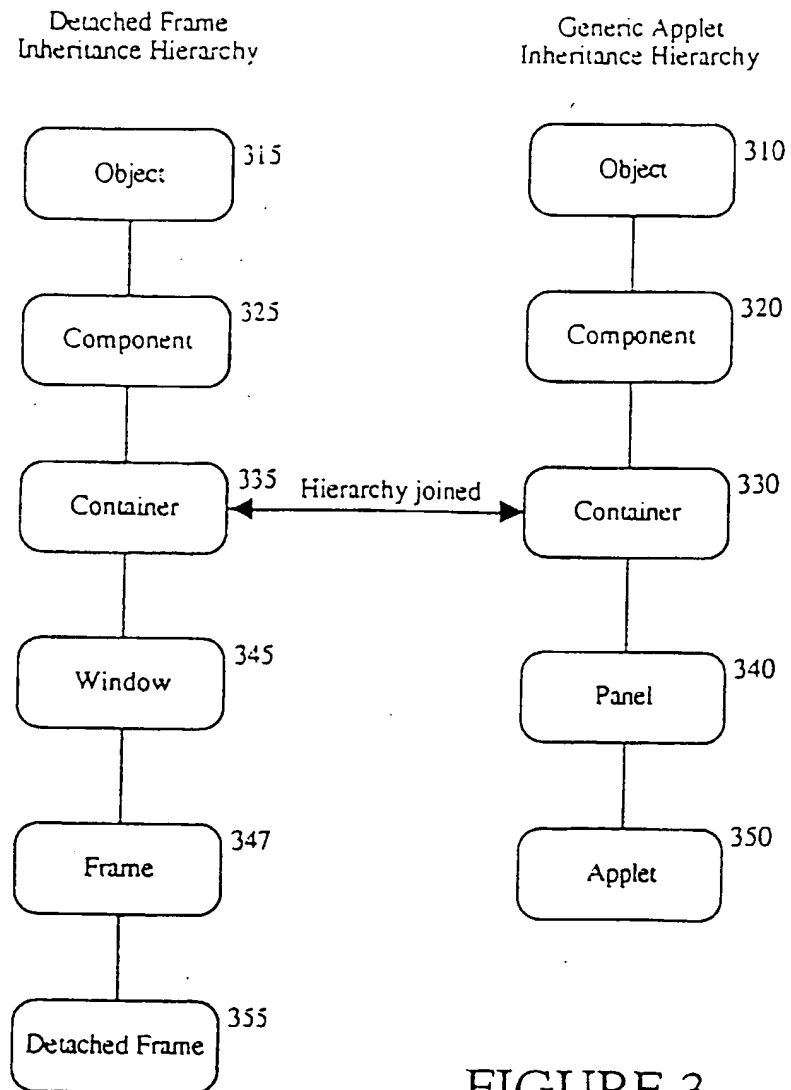 Detached Frame
Inheritance Hierarchy
Generic Applet
Inheritance Hierarchy
Object
315
Object
310
Component
325
Component
320
Container
335
Hierarchy joined
Container
330
Window
345
Panel
340
Frame
347
Applet
350
Detached Frame
355
FIGURE 3